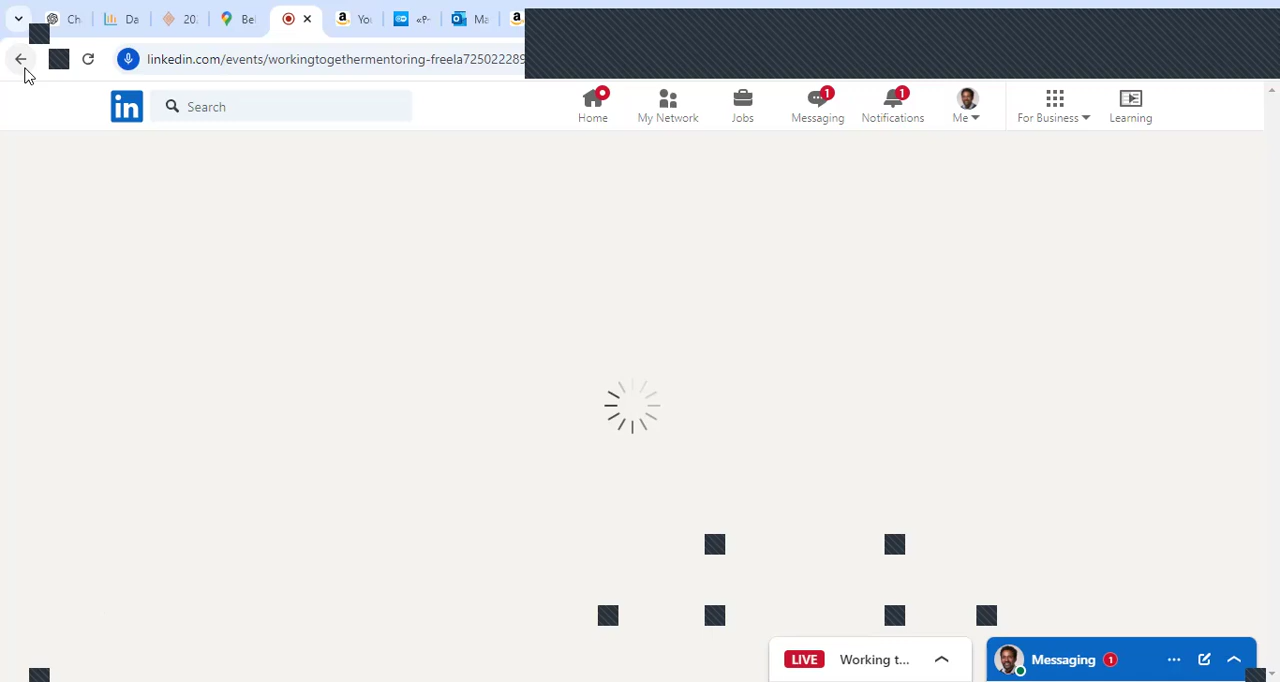 Ch
Da
20
Be
Yo
«P
Ma
linkedin.com/events/workingtogethermentoring-freela725022289
in
Search
Home
My Network
Jobs
1
Messaging
1
Notifications
Me
For Business
Learning
LIVE
Working t...
Messaging 1